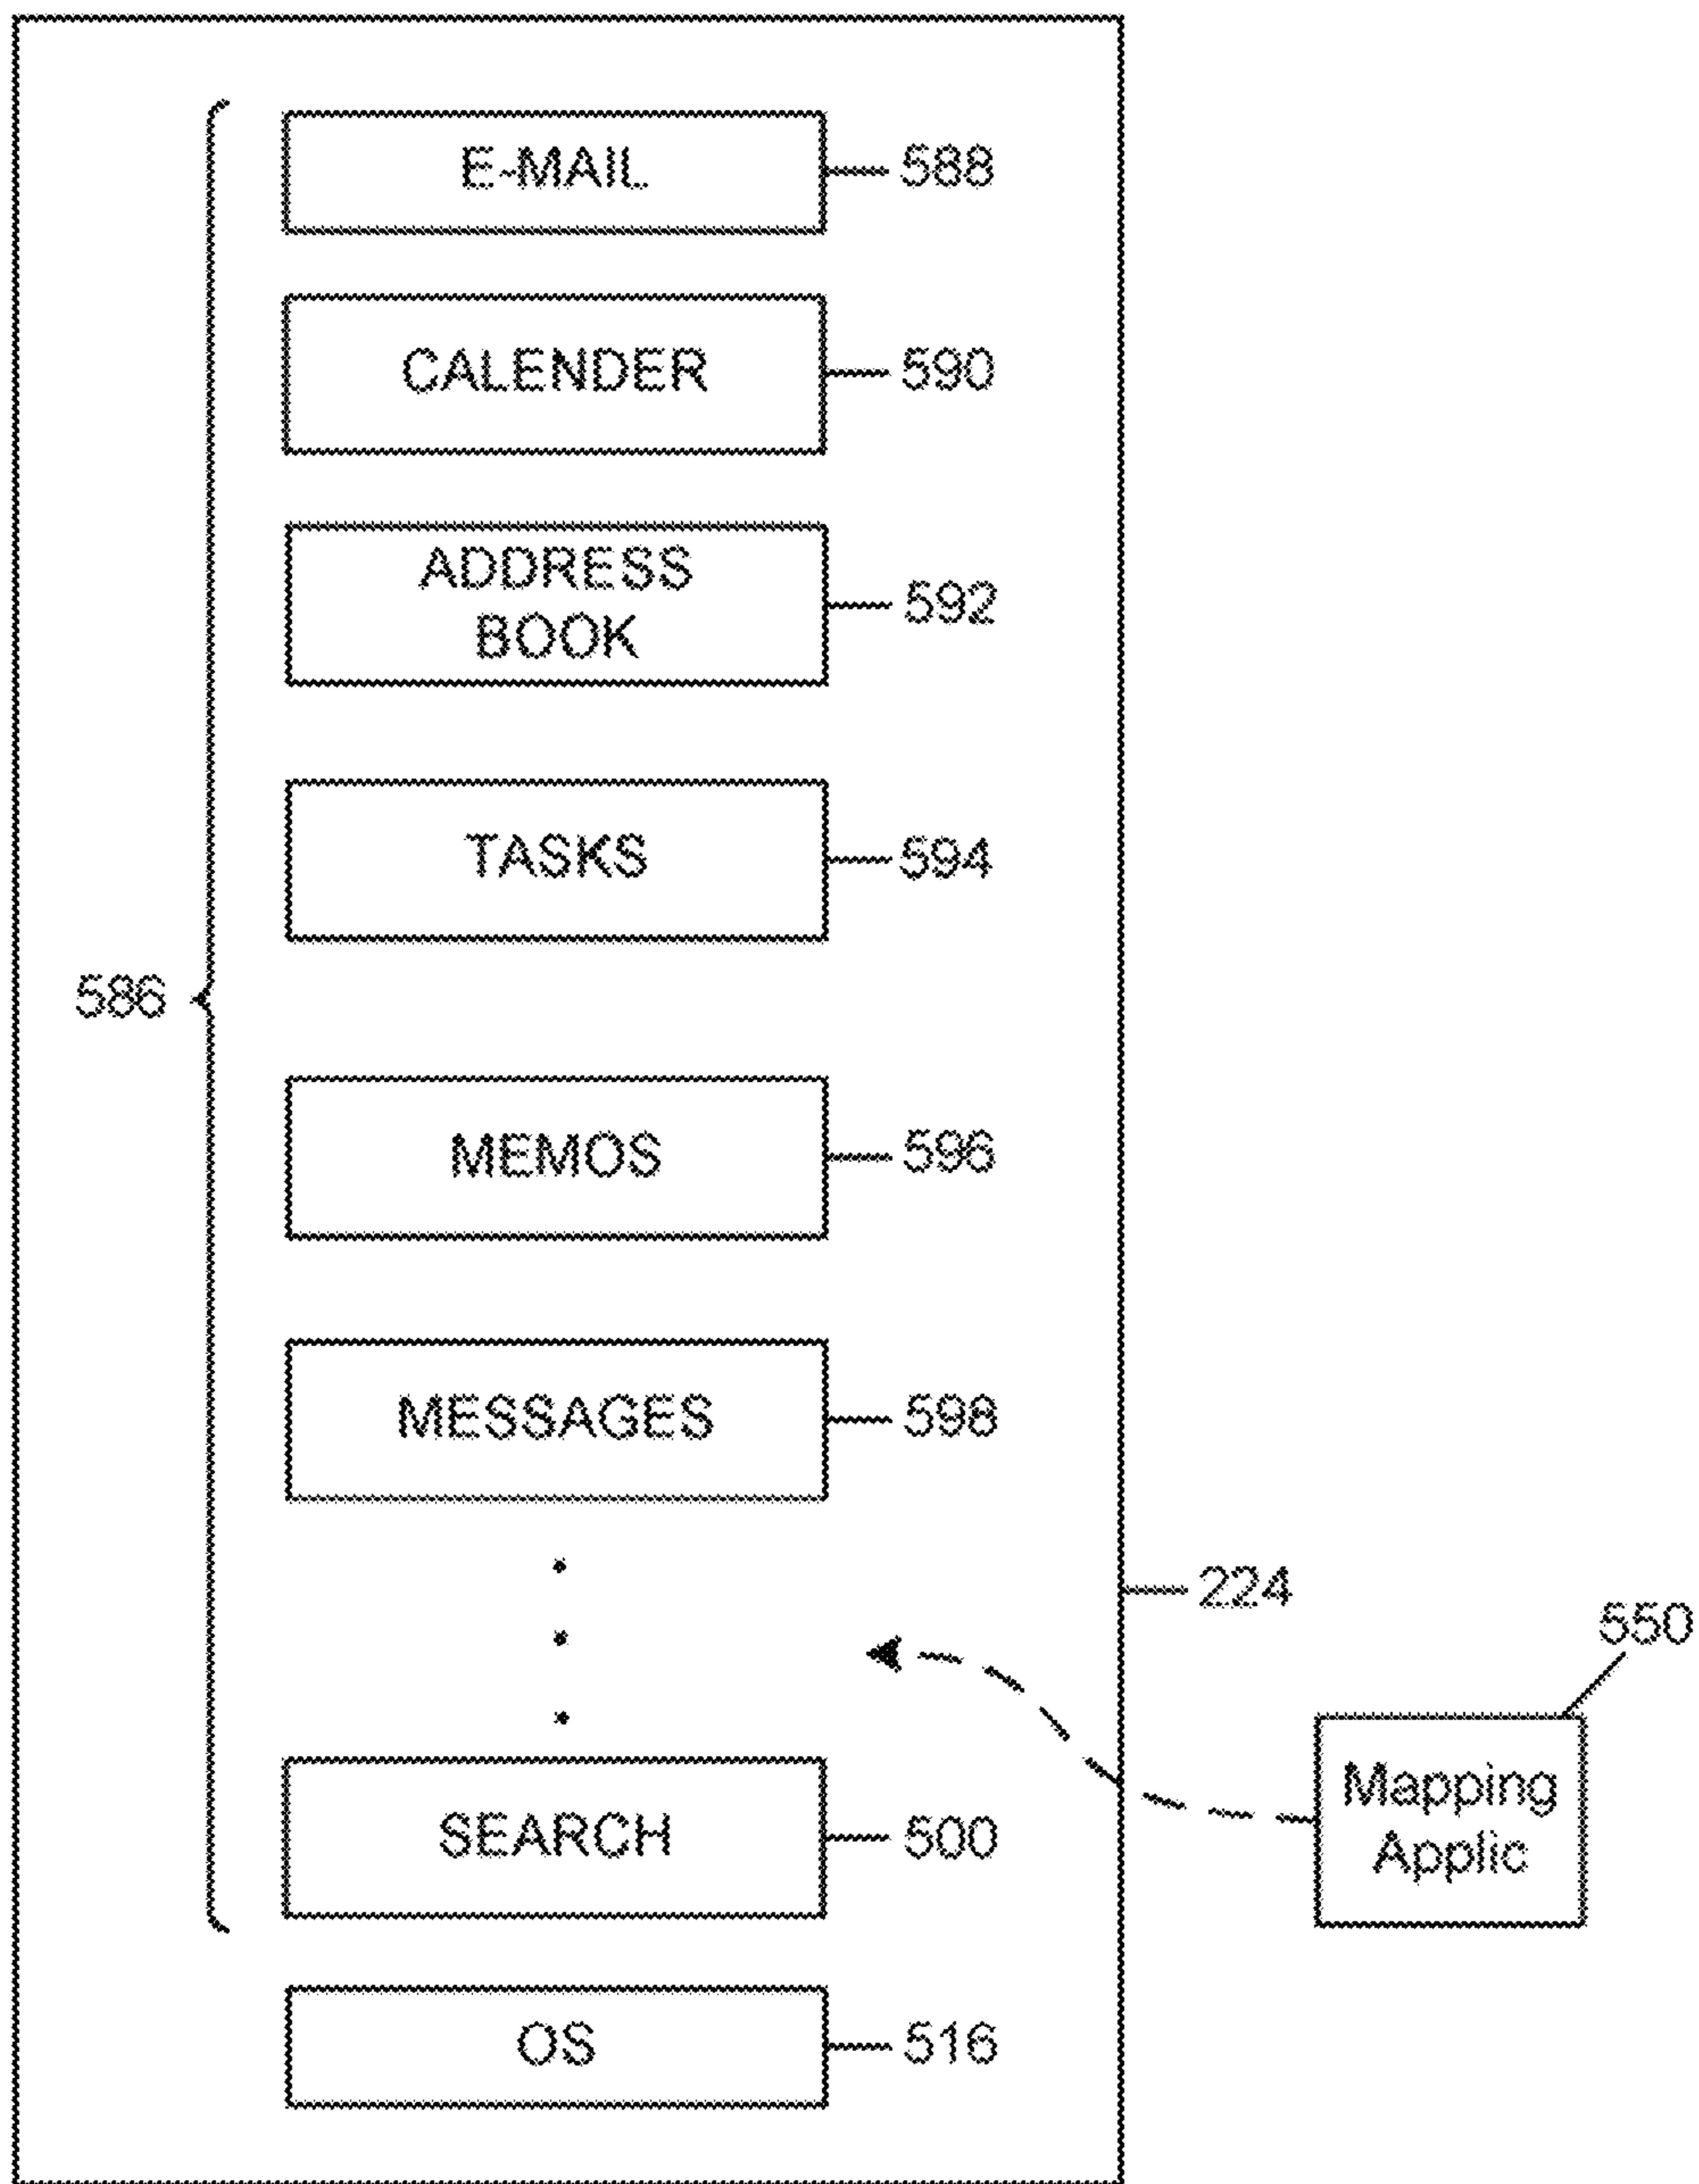 E-MAIL
588
CALENDER
590
ADDRESS
BOOK
592
TASKS
594
586
MEMOS
596
MESSAGES
598
224
550
Mapping
Applic
SEARCH
500
OS
516